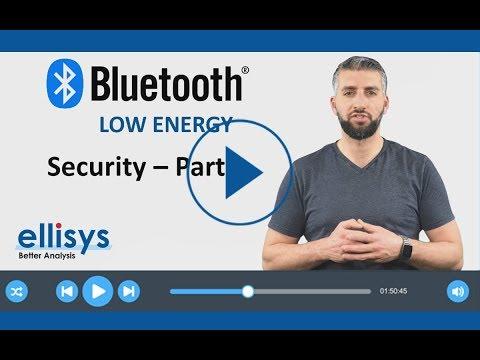 Bluetooth®
LOW ENERGY
Security – Part
ellisys
Better Analysis
01:50:45